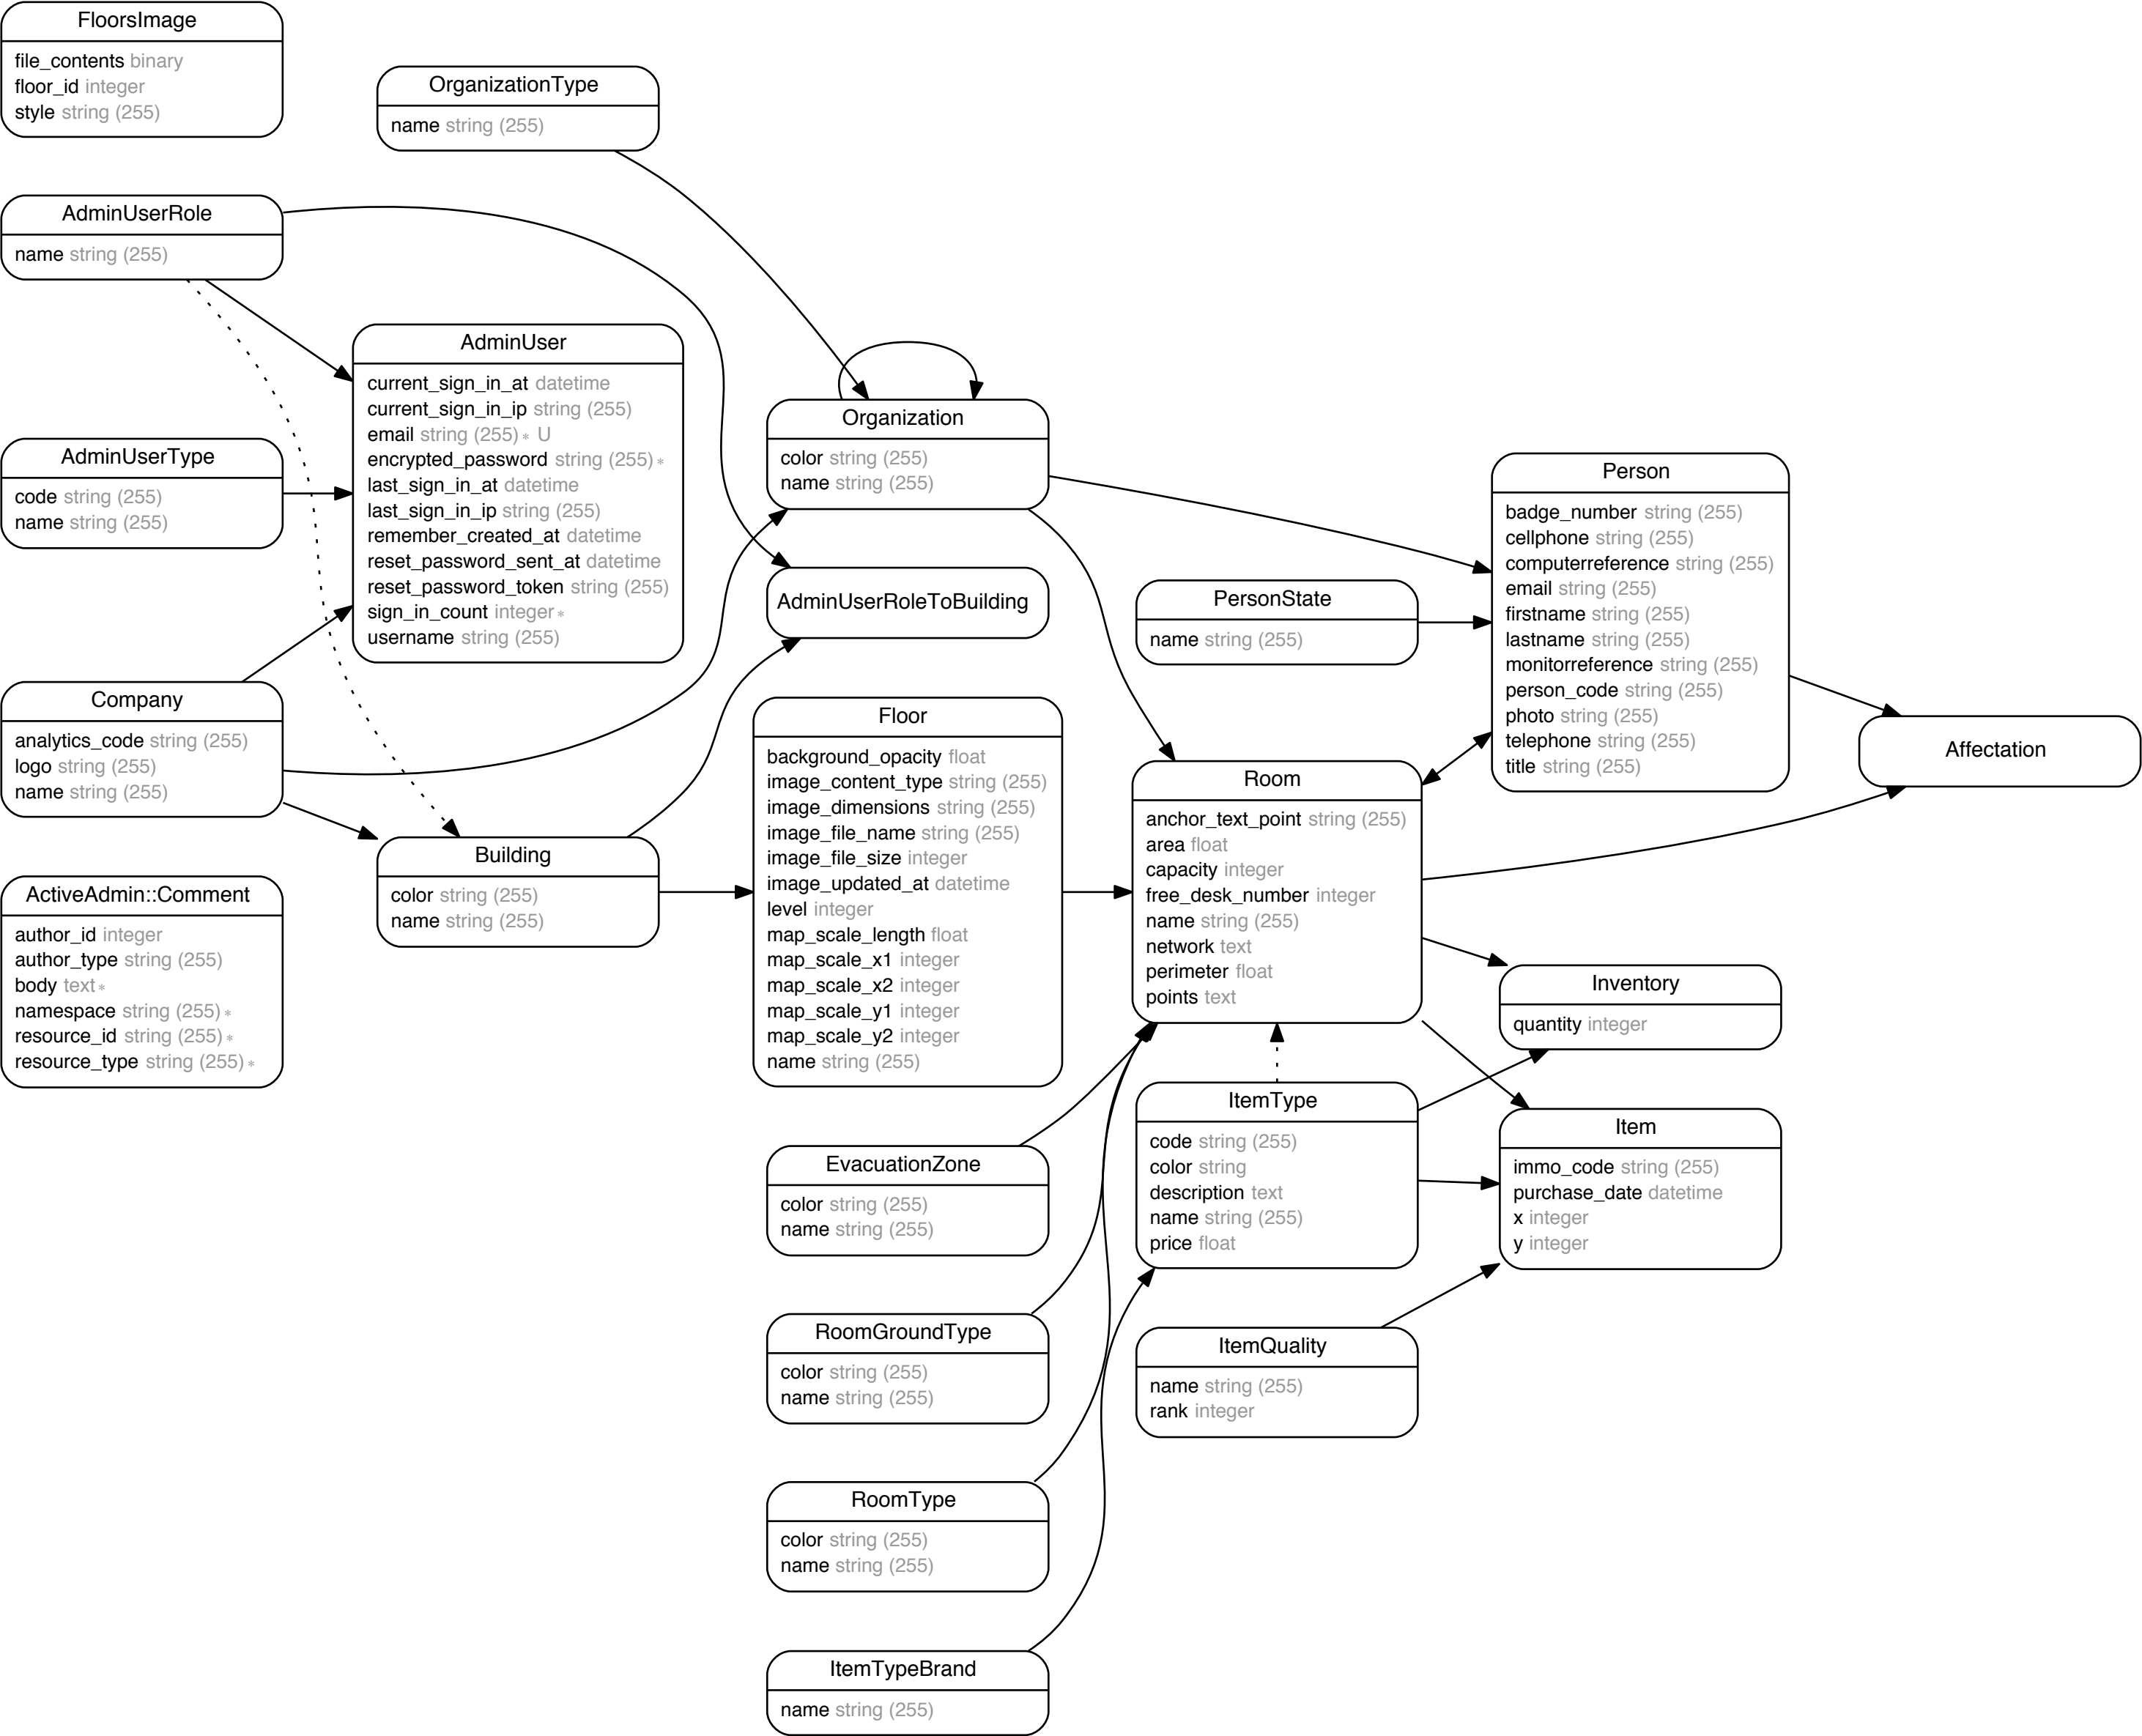 FloorsImage
file_contents binary
floor_id integer
style string (255)
OrganizationType
name string (255)
AdminUserRole
name string (255)
AdminUser
current_sign_in_at datetime
current_sign_in_ip string (255)
email string (255)∗ U
encrypted_password string (255)∗
last_sign_in_at datetime
last_sign_in_ip string (255)
remember_created_at datetime
reset_password_sent_at datetime
reset_password_token string (255)
sign_in_count integer∗
username string (255)
AdminUserType
code string (255)
name string (255)
Company
analytics_code string (255)
logo string (255)
name string (255)
ActiveAdmin::Comment
author_id integer
author_type string (255)
body text∗
namespace string (255)∗
resource_id string (255)∗
resource_type string (255)∗
Building
color string (255)
name string (255)
Organization
color string (255)
name string (255)
AdminUserRoleToBuilding
Floor
background_opacity float
image_content_type string (255)
image_dimensions string (255)
image_file_name string (255)
image_file_size integer
image_updated_at datetime
level integer
map_scale_length float
map_scale_x1 integer
map_scale_x2 integer
map_scale_y1 integer
map_scale_y2 integer
name string (255)
EvacuationZone
color string (255)
name string (255)
RoomGroundType
color string (255)
name string (255)
RoomType
color string (255)
name string (255)
ItemTypeBrand
name string (255)
PersonState
name string (255)
Room
anchor_text_point string (255)
area float
capacity integer
free_desk_number integer
name string (255)
network text
perimeter float
points text
ItemType
code string (255)
color string
description text
name string (255)
price float
ItemQuality
name string (255)
rank integer
Person
badge_number string (255)
cellphone string (255)
computerreference string (255)
email string (255)
firstname string (255)
lastname string (255)
monitorreference string (255)
person_code string (255)
photo string (255)
telephone string (255)
title string (255)
Affectation
Inventory
quantity integer
Item
immo_code string (255)
purchase_date datetime
x integer
y integer